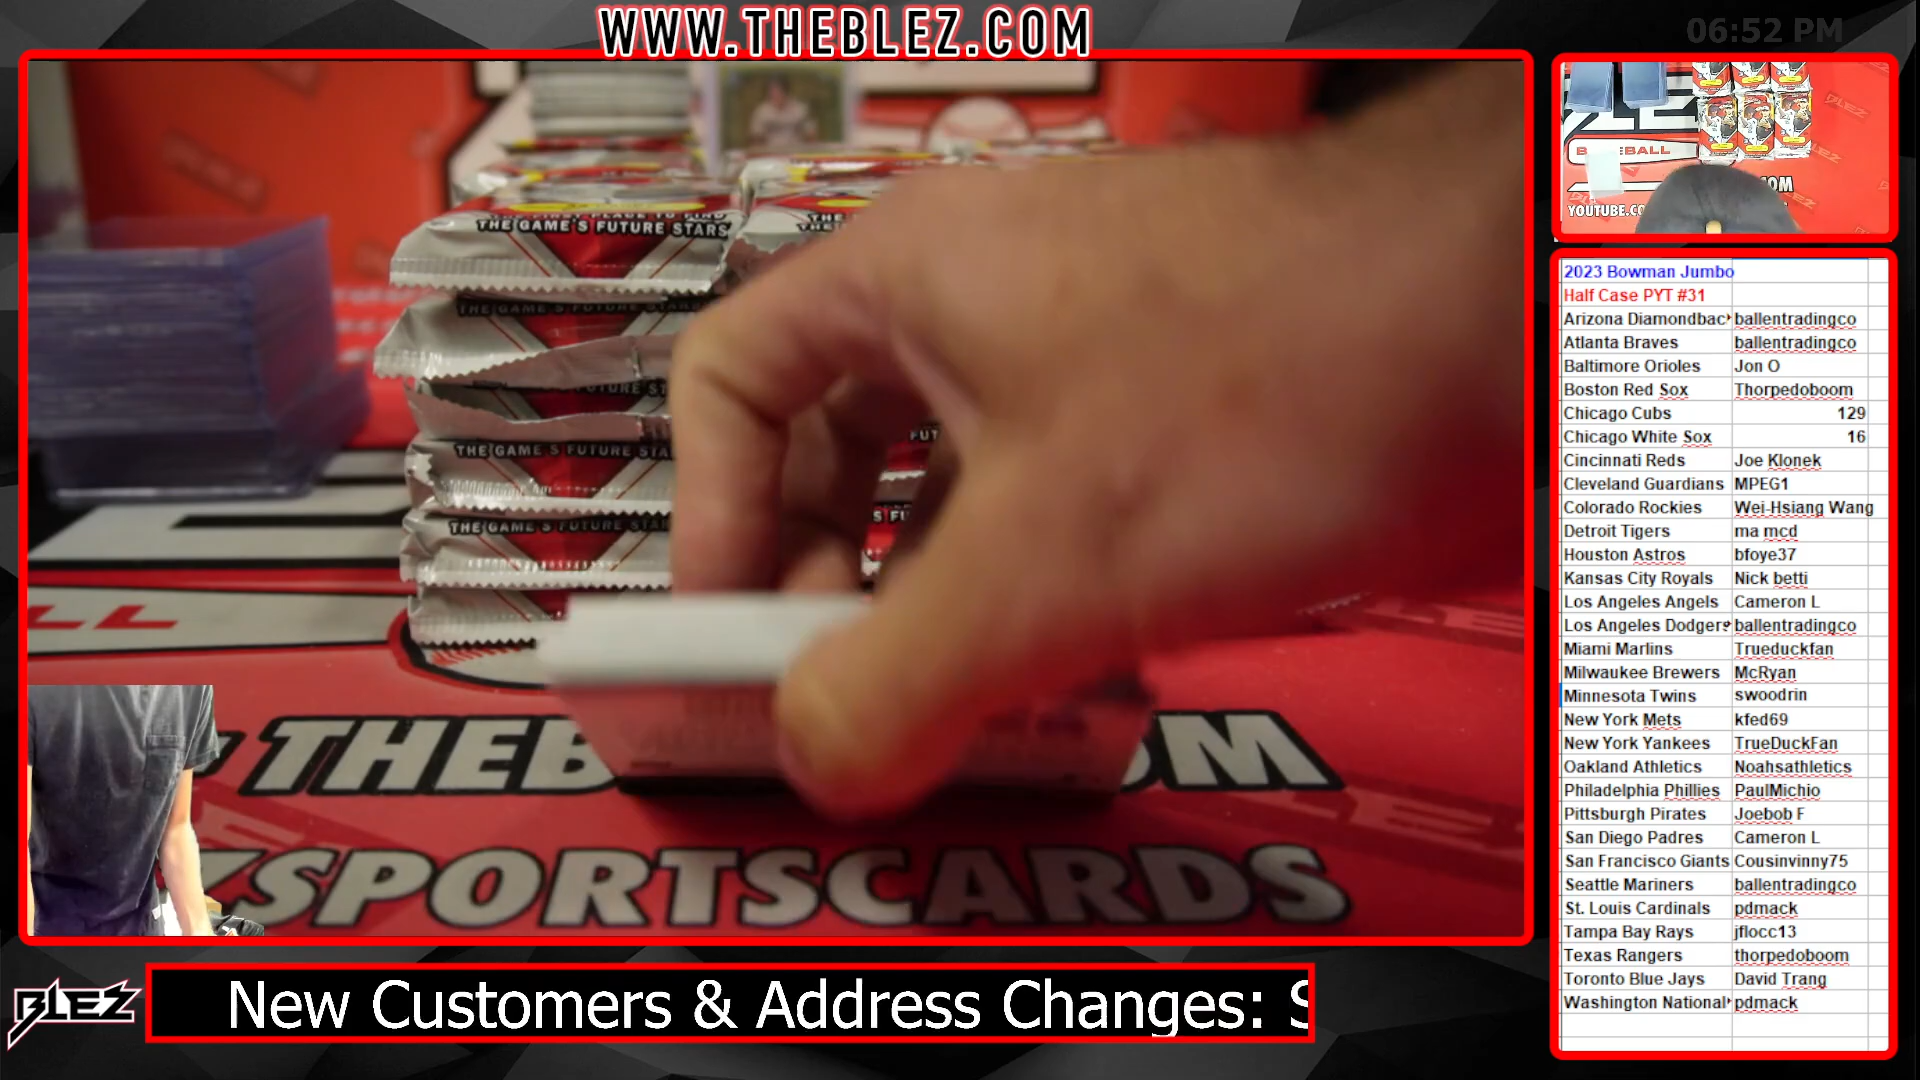 WWW.THEBLEZ.COM
06:52 PM
THE GAME'S FUTURE STARS
THE
THE GAME'S FUTURE STA
THE GAME'S FUTURE STAR
THEB
OM
SPORTSCARDS
BASEBALL
OM
YOUTUBE.CO
2023 Bowman Jumbo
Half Case PYT #31
Arizona Diamondbac ballentradingco
Atlanta Braves ballentradingco
Baltimore Orioles Jon O
Boston Red Sox Thorpedoboom
Chicago Cubs 129
Chicago White Sox 16
Cincinnati Reds Joe Klonek
Cleveland Guardians MPEG1
Colorado Rockies Wei-Hsiang Wang
Detroit Tigers ma mcd
Houston Astros bfoye37
Kansas City Royals Nick betti
Los Angeles Angels Cameron L
Los Angeles Dodgers ballentradingco
Miami Marlins Trueduckfan
Milwaukee Brewers McRyan
Minnesota Twins swoodrin
New York Mets kfed69
New York Yankees TrueDuckFan
Oakland Athletics Noahsathletics
Philadelphia Phillies PaulMichio
Pittsburgh Pirates Joebob F
San Diego Padres Cameron L
San Francisco Giants Cousinvinny75
Seattle Mariners ballentradingco
St. Louis Cardinals pdmack
Tampa Bay Rays jflocc13
Texas Rangers thorpedoboom
Toronto Blue Jays David Trang
Washington National pdmack
BLEZ
New Customers & Address Changes: S